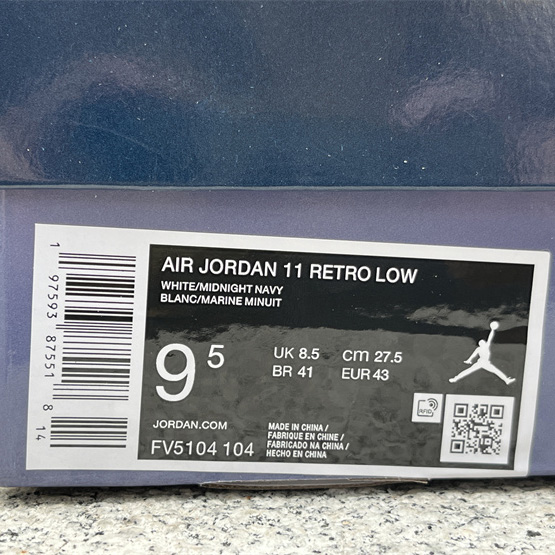 AIR JORDAN 11 RETRO LOW
WHITE/MIDNIGHT NAVY
BLANC/MARINE MINUIT
9 5
UK 8.5 CM 27.5
BR 41 EUR 43
JORDAN.COM
FV5104 104
MADE IN CHINA /
FABRIQUE EN CHINE /
FABRICADO NA CHINA /
HECHO EN CHINA
RFID
1 97593 87551 8 14